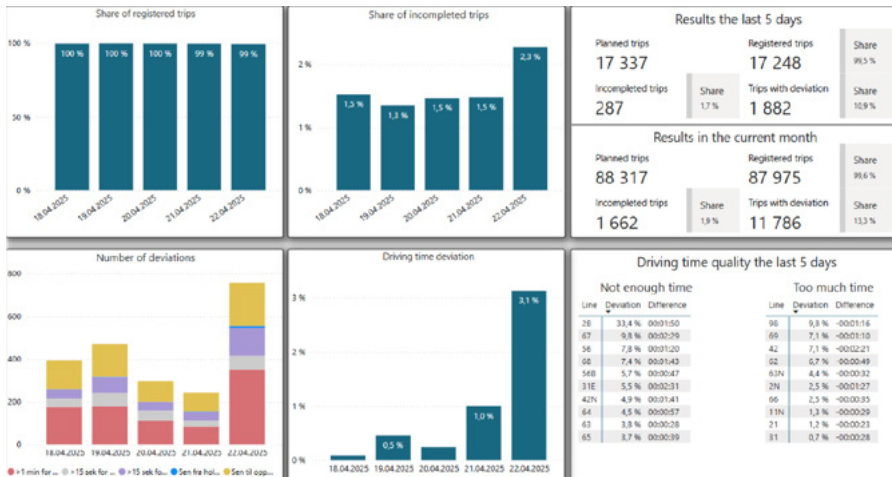 Share of registered trips
100 %
50 %
0 %
100 %
100 %
100 %
99 %
99 %
18.04.2025
19.04.2025
20.04.2025
21.04.2025
22.04.2025
Share of incompleted trips
2 %
1 %
0 %
1,5 %
1,3 %
1,5 %
1,5 %
2,3 %
18.04.2025
19.04.2025
20.04.2025
21.04.2025
22.04.2025
Results the last 5 days
Planned trips
Registered trips
Share
17 337
17 248
99,5 %
Incompleted trips
Share
Trips with deviation
Share
287
1,7 %
1 882
10,9 %
Results in the current month
Planned trips
Registered trips
Share
88 317
87 975
99,6 %
Incompleted trips
Share
Trips with deviation
Share
1 662
1,9 %
11 786
13,3 %
Number of deviations
800
600
400
200
0
18.04.2025
19.04.2025
20.04.2025
21.04.2025
22.04.2025
>1 min for ...
>15 sek for ...
>15 sek fo...
Sen fra hol...
Sen til opp...
Driving time deviation
3 %
2 %
1 %
0 %
0,5 %
1,0 %
3,1 %
18.04.2025
19.04.2025
20.04.2025
21.04.2025
22.04.2025
Driving time quality the last 5 days
Not enough time
Line Deviation Difference
28 33,4 % 00:01:50
67 9,8 % 00:02:29
56 7,8 % 00:01:20
68 7,4 % 00:01:43
56B 5,7 % 00:00:47
31E 5,5 % 00:02:31
42N 4,9 % 00:01:41
64 4,5 % 00:00:57
63 3,8 % 00:00:28
65 3,7 % 00:00:39
Too much time
Line Deviation Difference
98 9,8 % -00:01:16
69 7,1 % -00:01:10
42 7,1 % -00:02:21
62 6,7 % -00:00:49
63N 4,4 % -00:00:32
2N 2,5 % -00:01:27
66 2,5 % -00:00:35
11N 1,3 % -00:00:29
21 1,2 % -00:00:23
31 0,7 % -00:00:28